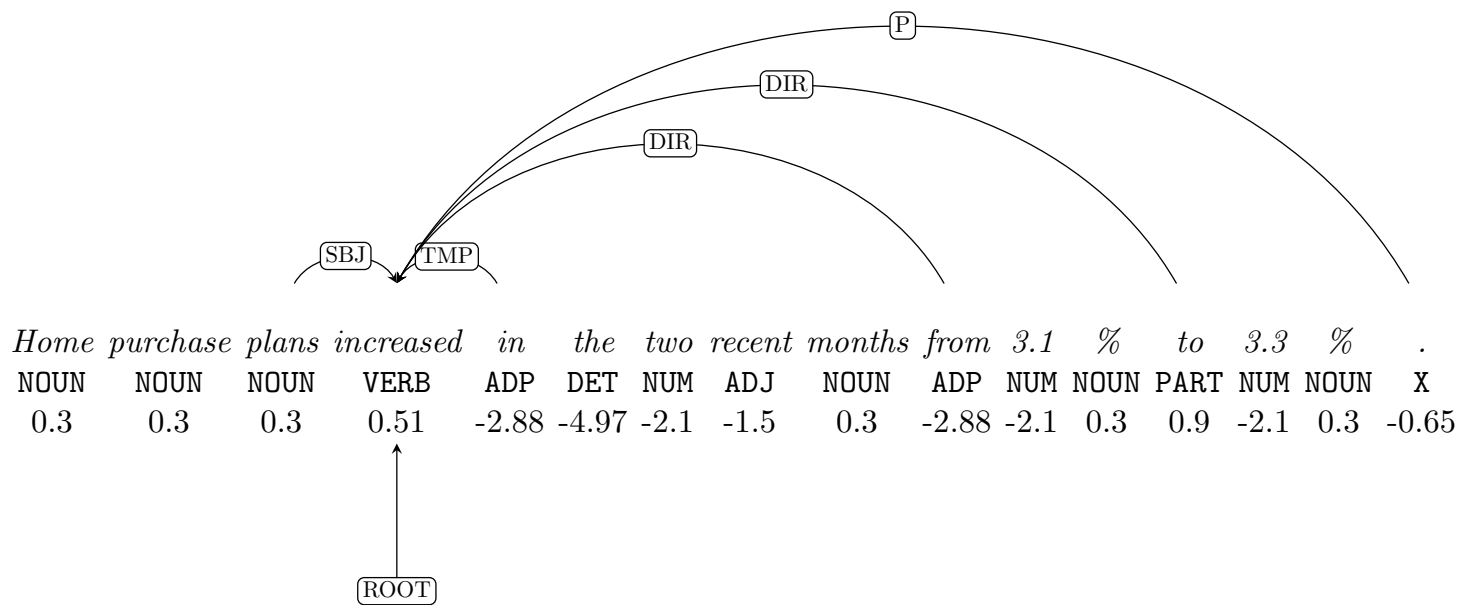 P
DIR
DIR
SBJ TMP
Home purchase plans increased in the two recent months from 3.1 % to 3.3 % .
NOUN NOUN NOUN VERB ADP DET NUM ADJ NOUN ADP NUM NOUN PART NUM NOUN X
0.3 0.3 0.3 0.51 -2.88 -4.97 -2.1 -1.5 0.3 -2.88 -2.1 0.3 0.9 -2.1 0.3 -0.65
ROOT